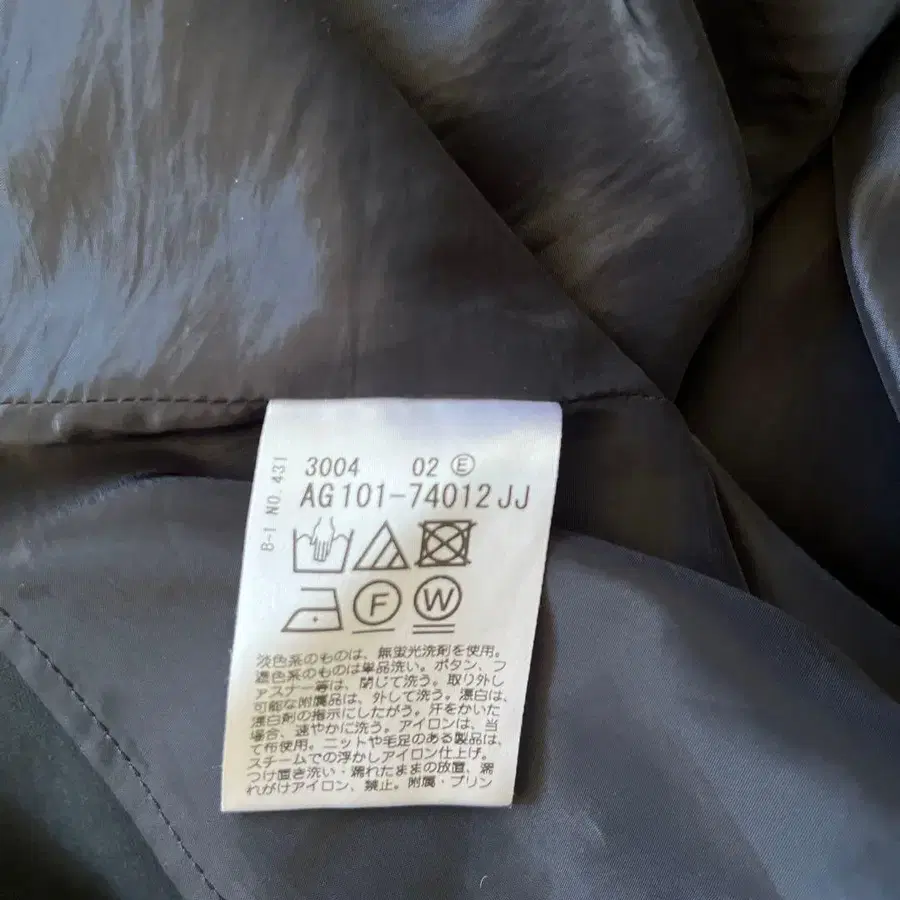 B-1 NO.431
3004 02 Ⓔ
AG101-74012JJ
F W
淡色系のものは、無蛍光洗剤を使用。
濃色系のものは単品洗い。ボタン、フ
ァスナー等は、閉じて洗う。取り外し
可能な附属品は、外して洗う。漂白は、
漂白剤の指示にしたがう。汗をかいた
場合、速やかに洗う。アイロンは、当
て布使用。ニットや毛足のある製品は、
スチームでの浮かしアイロン仕上げ。
つけ置き洗い・濡れたままの放置、濡
れがけアイロン、禁止。附属・プリン